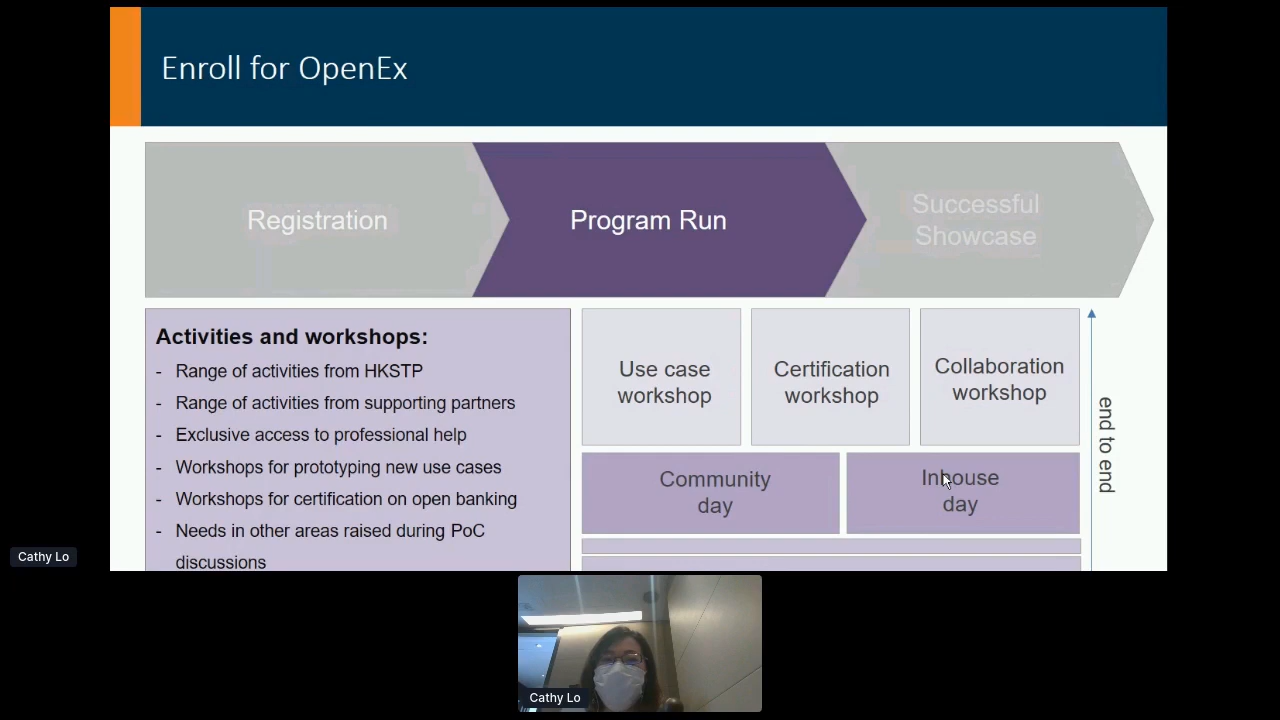 Enroll for OpenEx
Registration
Program Run
Successful
Showcase
Activities and workshops:
- Range of activities from HKSTP
- Range of activities from supporting partners
- Exclusive access to professional help
- Workshops for prototyping new use cases
- Workshops for certification on open banking
- Needs in other areas raised during PoC
discussions
Use case
workshop
Certification
workshop
Collaboration
workshop
Community
day
Inhouse
day
end to end
Cathy Lo
Cathy Lo